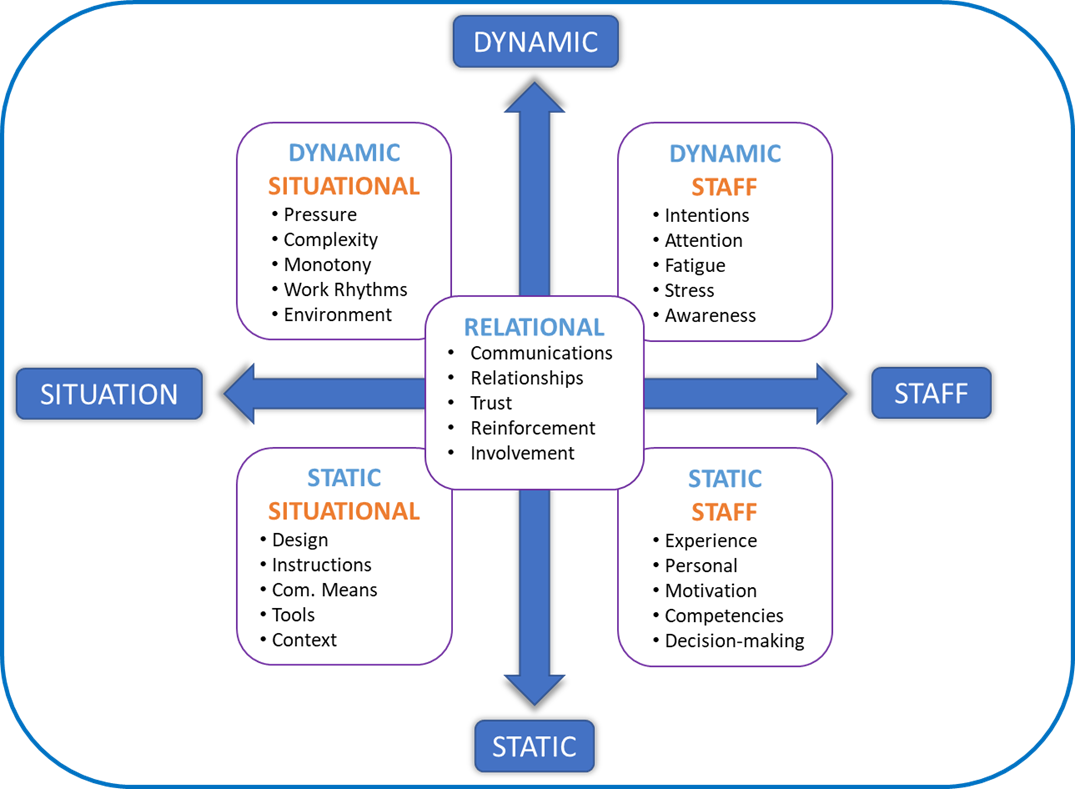 DYNAMIC
DYNAMIC
SITUATIONAL
• Pressure
• Complexity
• Monotony
• Work Rhythms
• Environment
DYNAMIC
STAFF
• Intentions
• Attention
• Fatigue
• Stress
• Awareness
SITUATION
RELATIONAL
• Communications
• Relationships
• Trust
• Reinforcement
• Involvement
STAFF
STATIC
SITUATIONAL
• Design
• Instructions
• Com. Means
• Tools
• Context
STATIC
STAFF
• Experience
• Personal
• Motivation
• Competencies
• Decision-making
STATIC